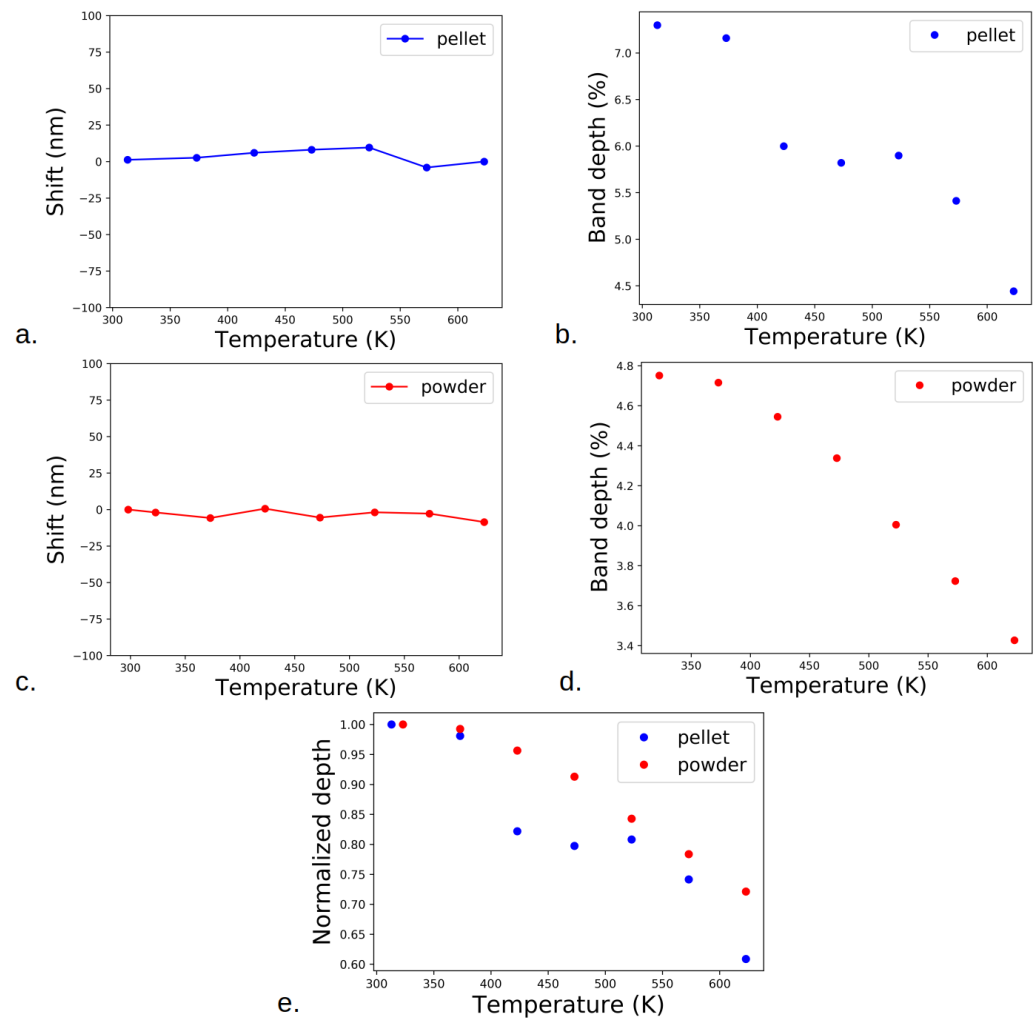 100
75
50
25
0
−25
−50
−75
−100
Shift (nm)
pellet
300 350 400 450 500 550 600
Temperature (K)
a.
7.0
6.5
6.0
5.5
5.0
4.5
Band depth (%)
pellet
300 350 400 450 500 550 600
Temperature (K)
b.
100
75
50
25
0
−25
−50
−75
−100
Shift (nm)
powder
300 350 400 450 500 550 600
Temperature (K)
c.
4.8
4.6
4.4
4.2
4.0
3.8
3.6
3.4
Band depth (%)
powder
350 400 450 500 550 600
Temperature (K)
d.
1.00
0.95
0.90
0.85
0.80
0.75
0.70
0.65
0.60
Normalized depth
pellet
powder
300 350 400 450 500 550 600
Temperature (K)
e.